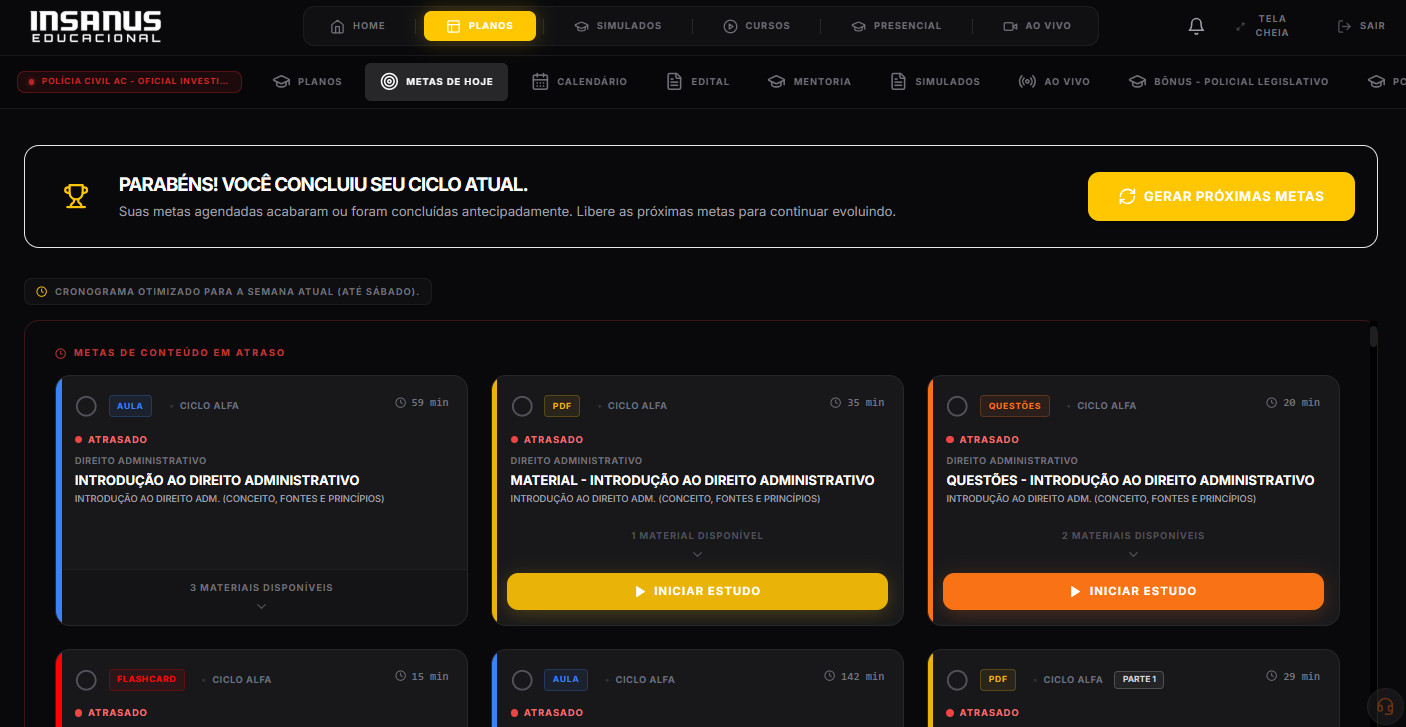 INSANUS
EDUCACIONAL
HOME
PLANOS
SIMULADOS
CURSOS
PRESENCIAL
AO VIVO
TELA
CHEIA
SAIR
POLÍCIA CIVIL AC - OFICIAL INVESTI...
PLANOS
METAS DE HOJE
CALENDÁRIO
EDITAL
MENTORIA
SIMULADOS
AO VIVO
BÔNUS - POLICIAL LEGISLATIVO
PARABÉNS! VOCÊ CONCLUIU SEU CICLO ATUAL.
Suas metas agendadas acabaram ou foram concluídas antecipadamente. Libere as próximas metas para continuar evoluindo.
GERAR PRÓXIMAS METAS
CRONOGRAMA OTIMIZADO PARA A SEMANA ATUAL (ATÉ SÁBADO).
METAS DE CONTEÚDO EM ATRASO
AULA • CICLO ALFA 59 min
ATRASADO
DIREITO ADMINISTRATIVO
INTRODUÇÃO AO DIREITO ADMINISTRATIVO
INTRODUÇÃO AO DIREITO ADM. (CONCEITO, FONTES E PRINCÍPIOS)
3 MATERIAIS DISPONÍVEIS
PDF • CICLO ALFA 35 min
ATRASADO
DIREITO ADMINISTRATIVO
MATERIAL - INTRODUÇÃO AO DIREITO ADMINISTRATIVO
INTRODUÇÃO AO DIREITO ADM. (CONCEITO, FONTES E PRINCÍPIOS)
1 MATERIAL DISPONÍVEL
INICIAR ESTUDO
QUESTÕES • CICLO ALFA 20 min
ATRASADO
DIREITO ADMINISTRATIVO
QUESTÕES - INTRODUÇÃO AO DIREITO ADMINISTRATIVO
INTRODUÇÃO AO DIREITO ADM. (CONCEITO, FONTES E PRINCÍPIOS)
2 MATERIAIS DISPONÍVEIS
INICIAR ESTUDO
FLASHCARD • CICLO ALFA 15 min
ATRASADO
AULA • CICLO ALFA 142 min
ATRASADO
PDF • CICLO ALFA PARTE 1 29 min
ATRASADO